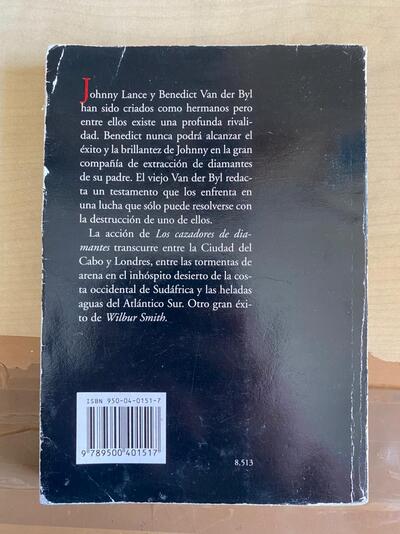 Johnny Lance y Benedict Van der Byl
han sido criados como hermanos pero
entre ellos existe una profunda rivali-
dad. Benedict nunca podrá alcanzar el
éxito y la brillantez de Johnny en la gran
compañía de extracción de diamantes
de su padre. El viejo Van der Byl redac-
ta un testamento que los enfrenta en
una lucha que sólo puede resolverse con
la destrucción de uno de ellos.
La acción de Los cazadores de dia-
mantes transcurre entre la Ciudad del
Cabo y Londres, entre las tormentas de
arena en el inhóspito desierto de la cos-
ta occidental de Sudáfrica y las heladas
aguas del Atlántico Sur. Otro gran éxi-
to de Wilbur Smith.
ISBN 950-04-0151-7
9 789500 401517
8.513